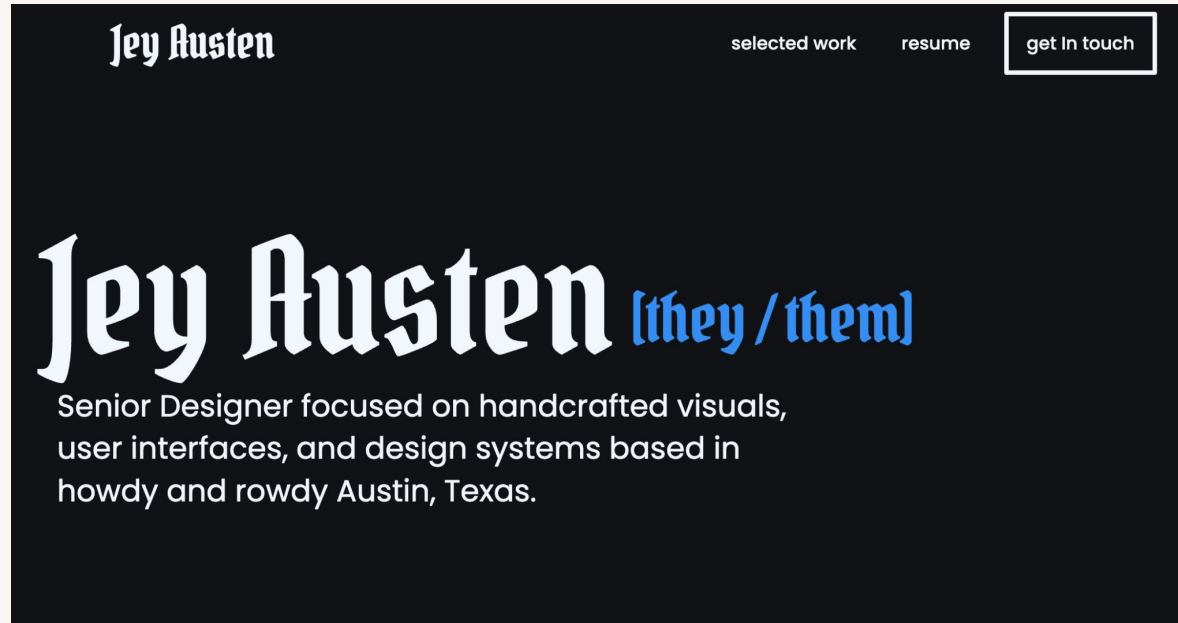 Jey Austen
selected work
resume
get In touch
Jey Austen [they / them]
Senior Designer focused on handcrafted visuals,
user interfaces, and design systems based in
howdy and rowdy Austin, Texas.